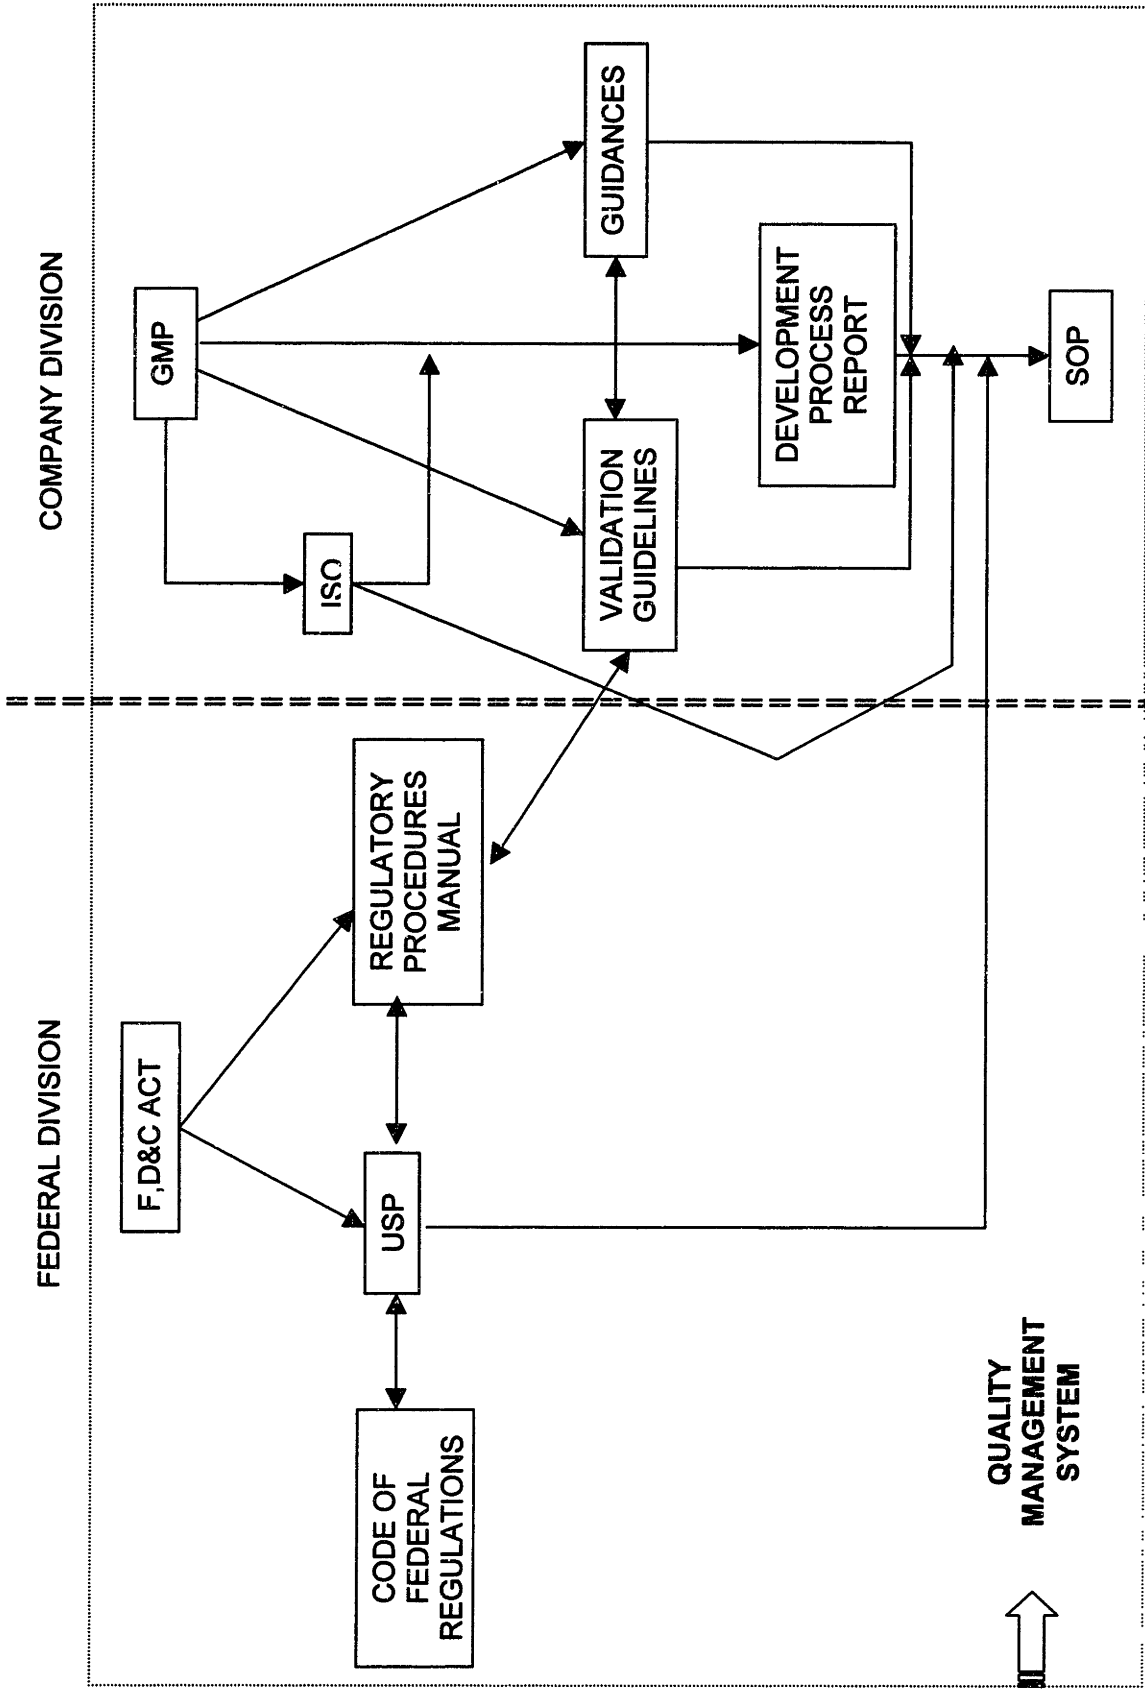 FEDERAL DIVISION
COMPANY DIVISION
F,D&C ACT
GMP
ISO
CODE OF
FEDERAL
REGULATIONS
USP
REGULATORY
PROCEDURES
MANUAL
VALIDATION
GUIDELINES
GUIDANCES
DEVELOPMENT
PROCESS
REPORT
QUALITY
MANAGEMENT
SYSTEM
SOP